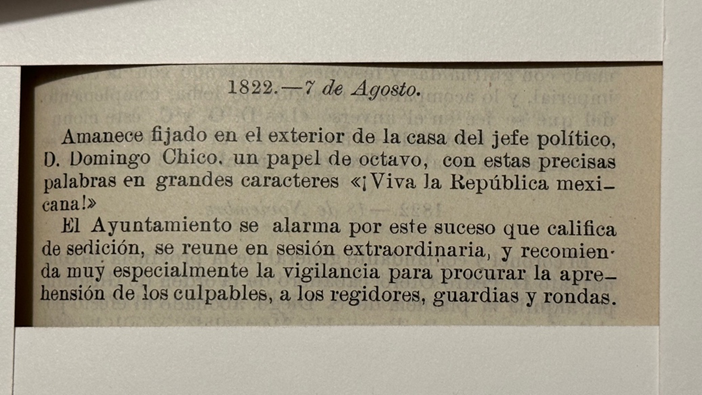 1822.—7 de Agosto.
Amanece fijado en el exterior de la casa del jefe político,
D. Domingo Chico, un papel de octavo, con estas precisas
palabras en grandes caracteres «¡Viva la República mexi—
cana!»
El Ayuntamiento se alarma por este suceso que califica
de sedición, se reune en sesión extraordinaria, y recomien-
da muy especialmente la vigilancia para procurar la apre—
hensión de los culpables, a los regidores, guardias y rondas.